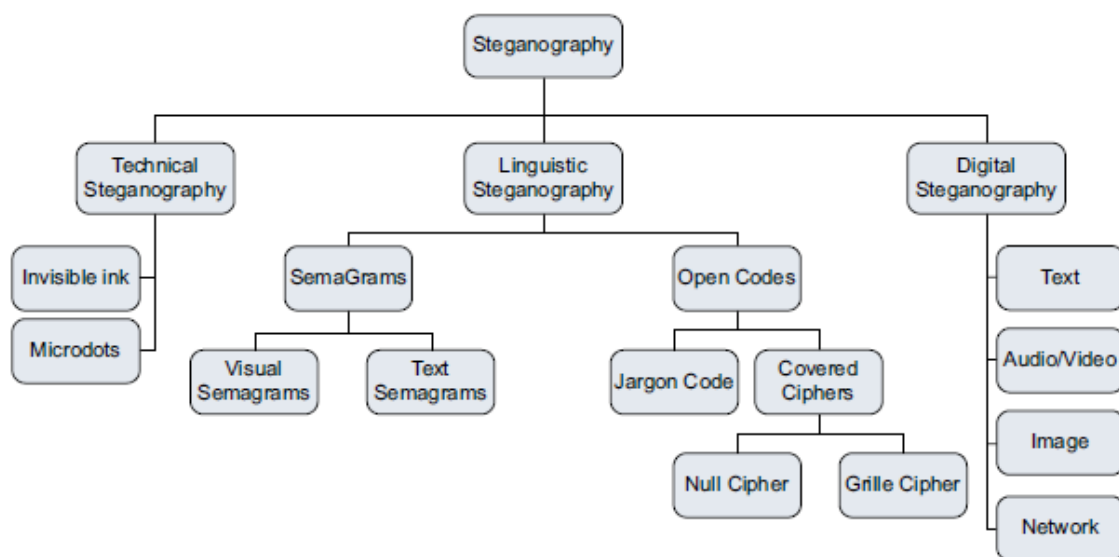 Steganography
Technical
Steganography
Linguistic
Steganography
Digital
Steganography
Invisible ink
Microdots
SemaGrams
Open Codes
Visual
Semagrams
Text
Semagrams
Jargon Code
Covered
Ciphers
Null Cipher
Grille Cipher
Text
Audio/Video
Image
Network